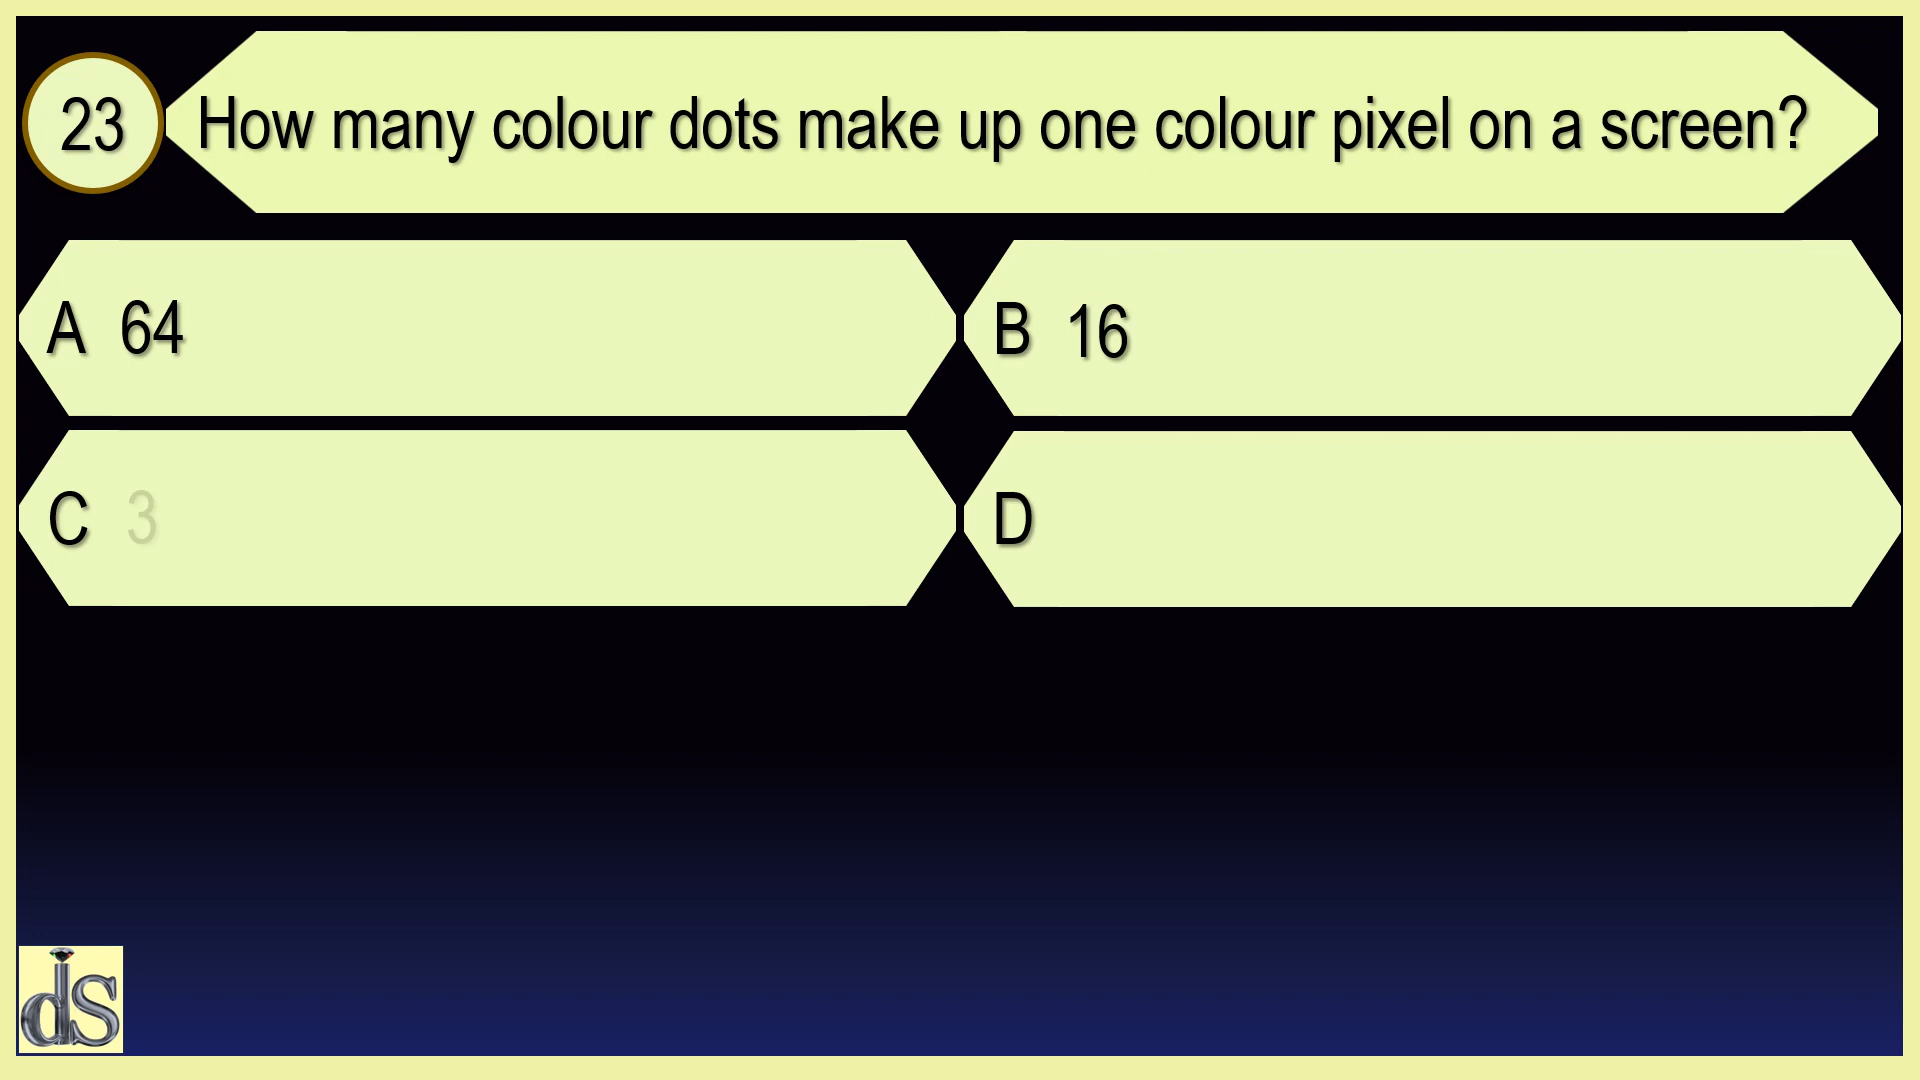 23
How many colour dots make up one colour pixel on a screen?
A 64
B 16
C 3
D
ds